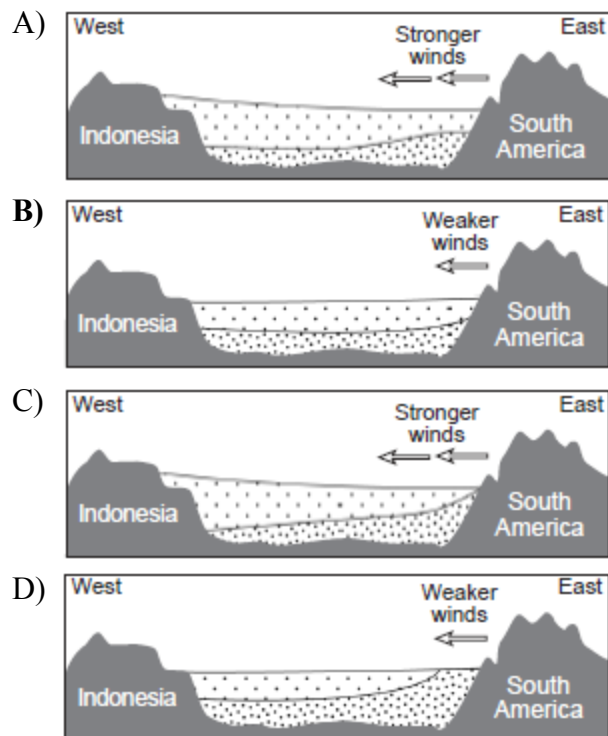 A)
West East
Stronger
winds
Indonesia
South
America
B)
West East
Weaker
winds
Indonesia
South
America
C)
West East
Stronger
winds
Indonesia
South
America
D)
West East
Weaker
winds
Indonesia
South
America